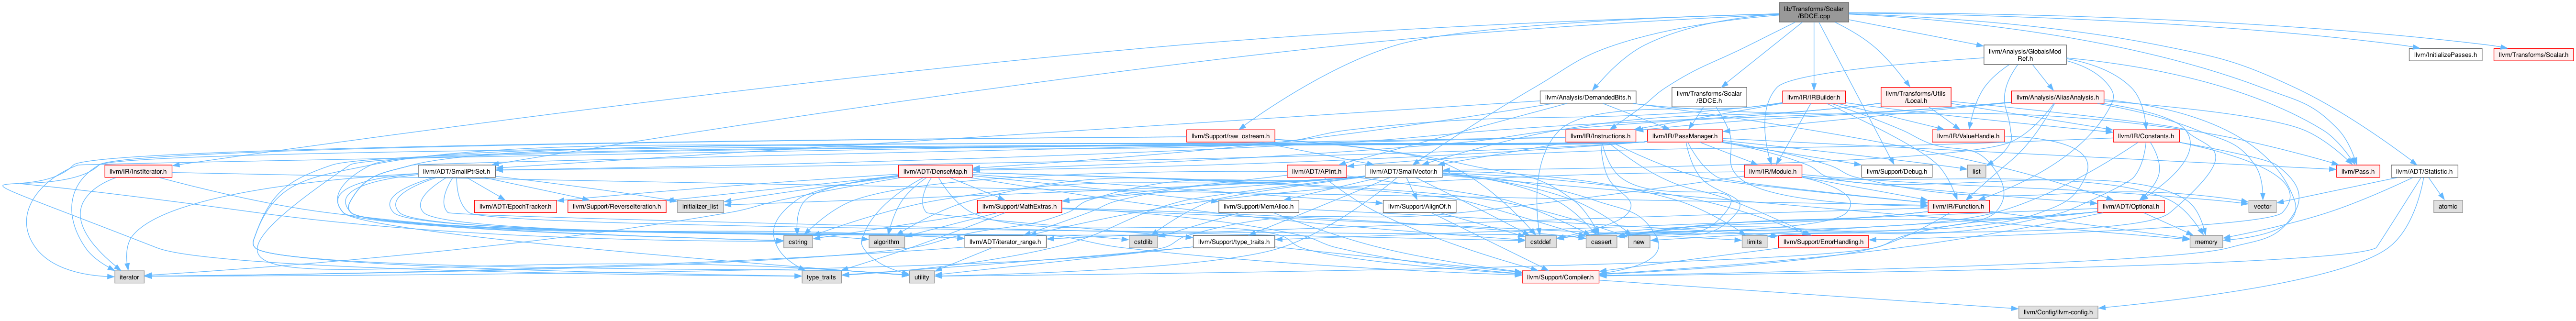 lib/Transforms/Scalar
/BDCE.cpp
llvm/Analysis/GlobalsMod
Ref.h
llvm/InitializePasses.h
llvm/Transforms/Scalar.h
llvm/Analysis/DemandedBits.h
llvm/Transforms/Scalar
/BDCE.h
llvm/IR/IRBuilder.h
llvm/Transforms/Utils
/Local.h
llvm/Analysis/AliasAnalysis.h
llvm/Support/raw_ostream.h
llvm/IR/Instructions.h
llvm/IR/PassManager.h
llvm/IR/ValueHandle.h
llvm/IR/Constants.h
llvm/IR/InstIterator.h
llvm/ADT/SmallPtrSet.h
llvm/ADT/DenseMap.h
llvm/ADT/APInt.h
llvm/ADT/SmallVector.h
llvm/IR/Module.h
llvm/Support/Debug.h
list
llvm/Pass.h
llvm/ADT/Statistic.h
llvm/ADT/EpochTracker.h
llvm/Support/ReverseIteration.h
initializer_list
llvm/Support/MathExtras.h
llvm/Support/MemAlloc.h
llvm/Support/AlignOf.h
llvm/IR/Function.h
llvm/ADT/Optional.h
vector
atomic
cstring
algorithm
llvm/ADT/iterator_range.h
cstdlib
llvm/Support/type_traits.h
cstddef
cassert
new
limits
llvm/Support/ErrorHandling.h
memory
iterator
type_traits
utility
llvm/Support/Compiler.h
llvm/Config/llvm-config.h